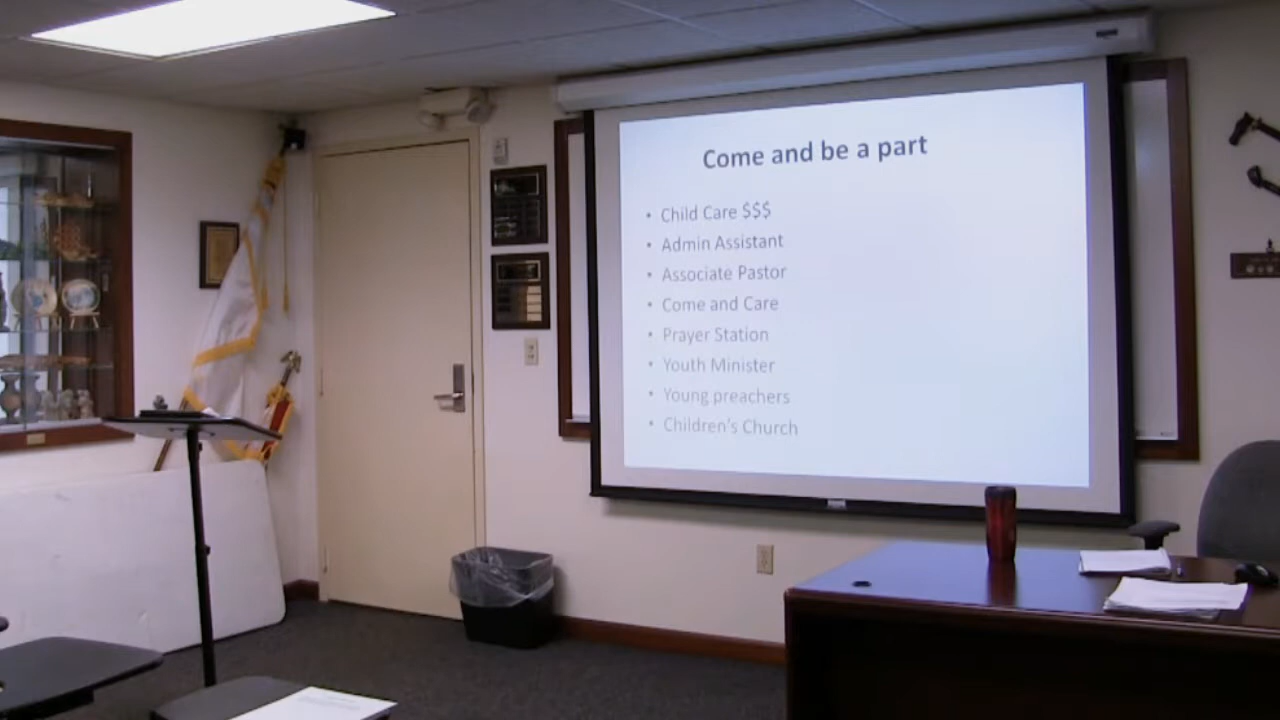 Come and be a part
• Child Care $$$
• Admin Assistant
• Associate Pastor
• Come and Care
• Prayer Station
• Youth Minister
• Young preachers
• Children's Church